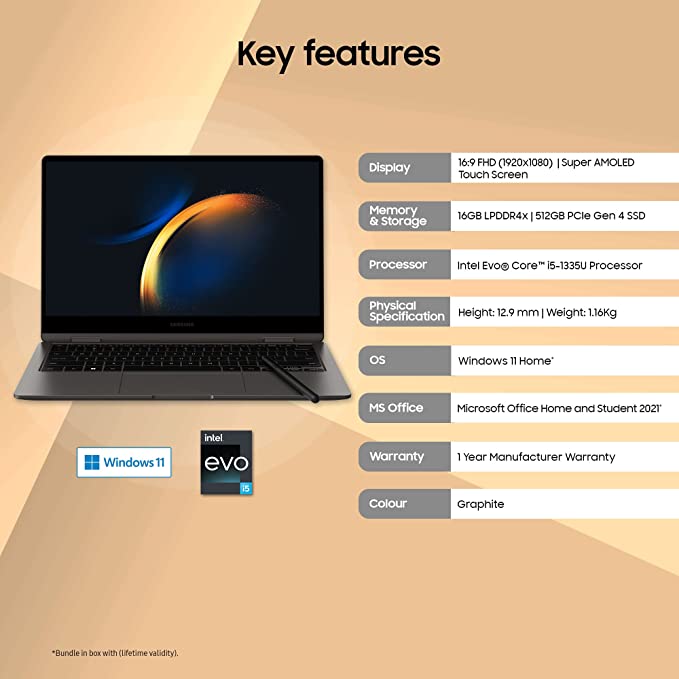 Key features
Display
16:9 FHD (1920x1080) | Super AMOLED
Touch Screen
Memory
& Storage
16GB LPDDR4x | 512GB PCIe Gen 4 SSD
Processor
Intel Evo® Core™ i5-1335U Processor
Physical
Specification
Height: 12.9 mm | Weight: 1.16Kg
OS
Windows 11 Home*
MS Office
Microsoft Office Home and Student 2021*
Warranty
1 Year Manufacturer Warranty
Colour
Graphite
SAMSUNG
Windows 11
intel
evo
i5
*Bundle in box with (lifetime validity).